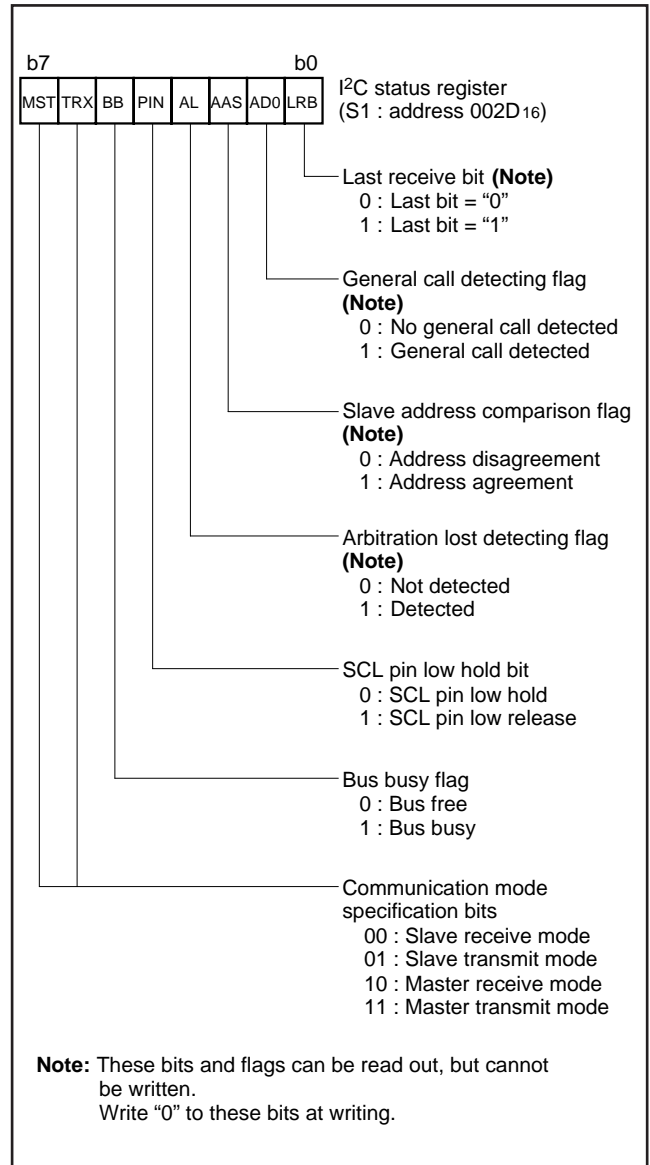 b7 b0
MST TRX BB PIN AL AAS AD0 LRB
I2C status register
(S1 : address 002D16)
Last receive bit (Note)
0 : Last bit = “0”
1 : Last bit = “1”
General call detecting flag
(Note)
0 : No general call detected
1 : General call detected
Slave address comparison flag
(Note)
0 : Address disagreement
1 : Address agreement
Arbitration lost detecting flag
(Note)
0 : Not detected
1 : Detected
SCL pin low hold bit
0 : SCL pin low hold
1 : SCL pin low release
Bus busy flag
0 : Bus free
1 : Bus busy
Communication mode
specification bits
00 : Slave receive mode
01 : Slave transmit mode
10 : Master receive mode
11 : Master transmit mode
Note: These bits and flags can be read out, but cannot
be written.
Write “0” to these bits at writing.